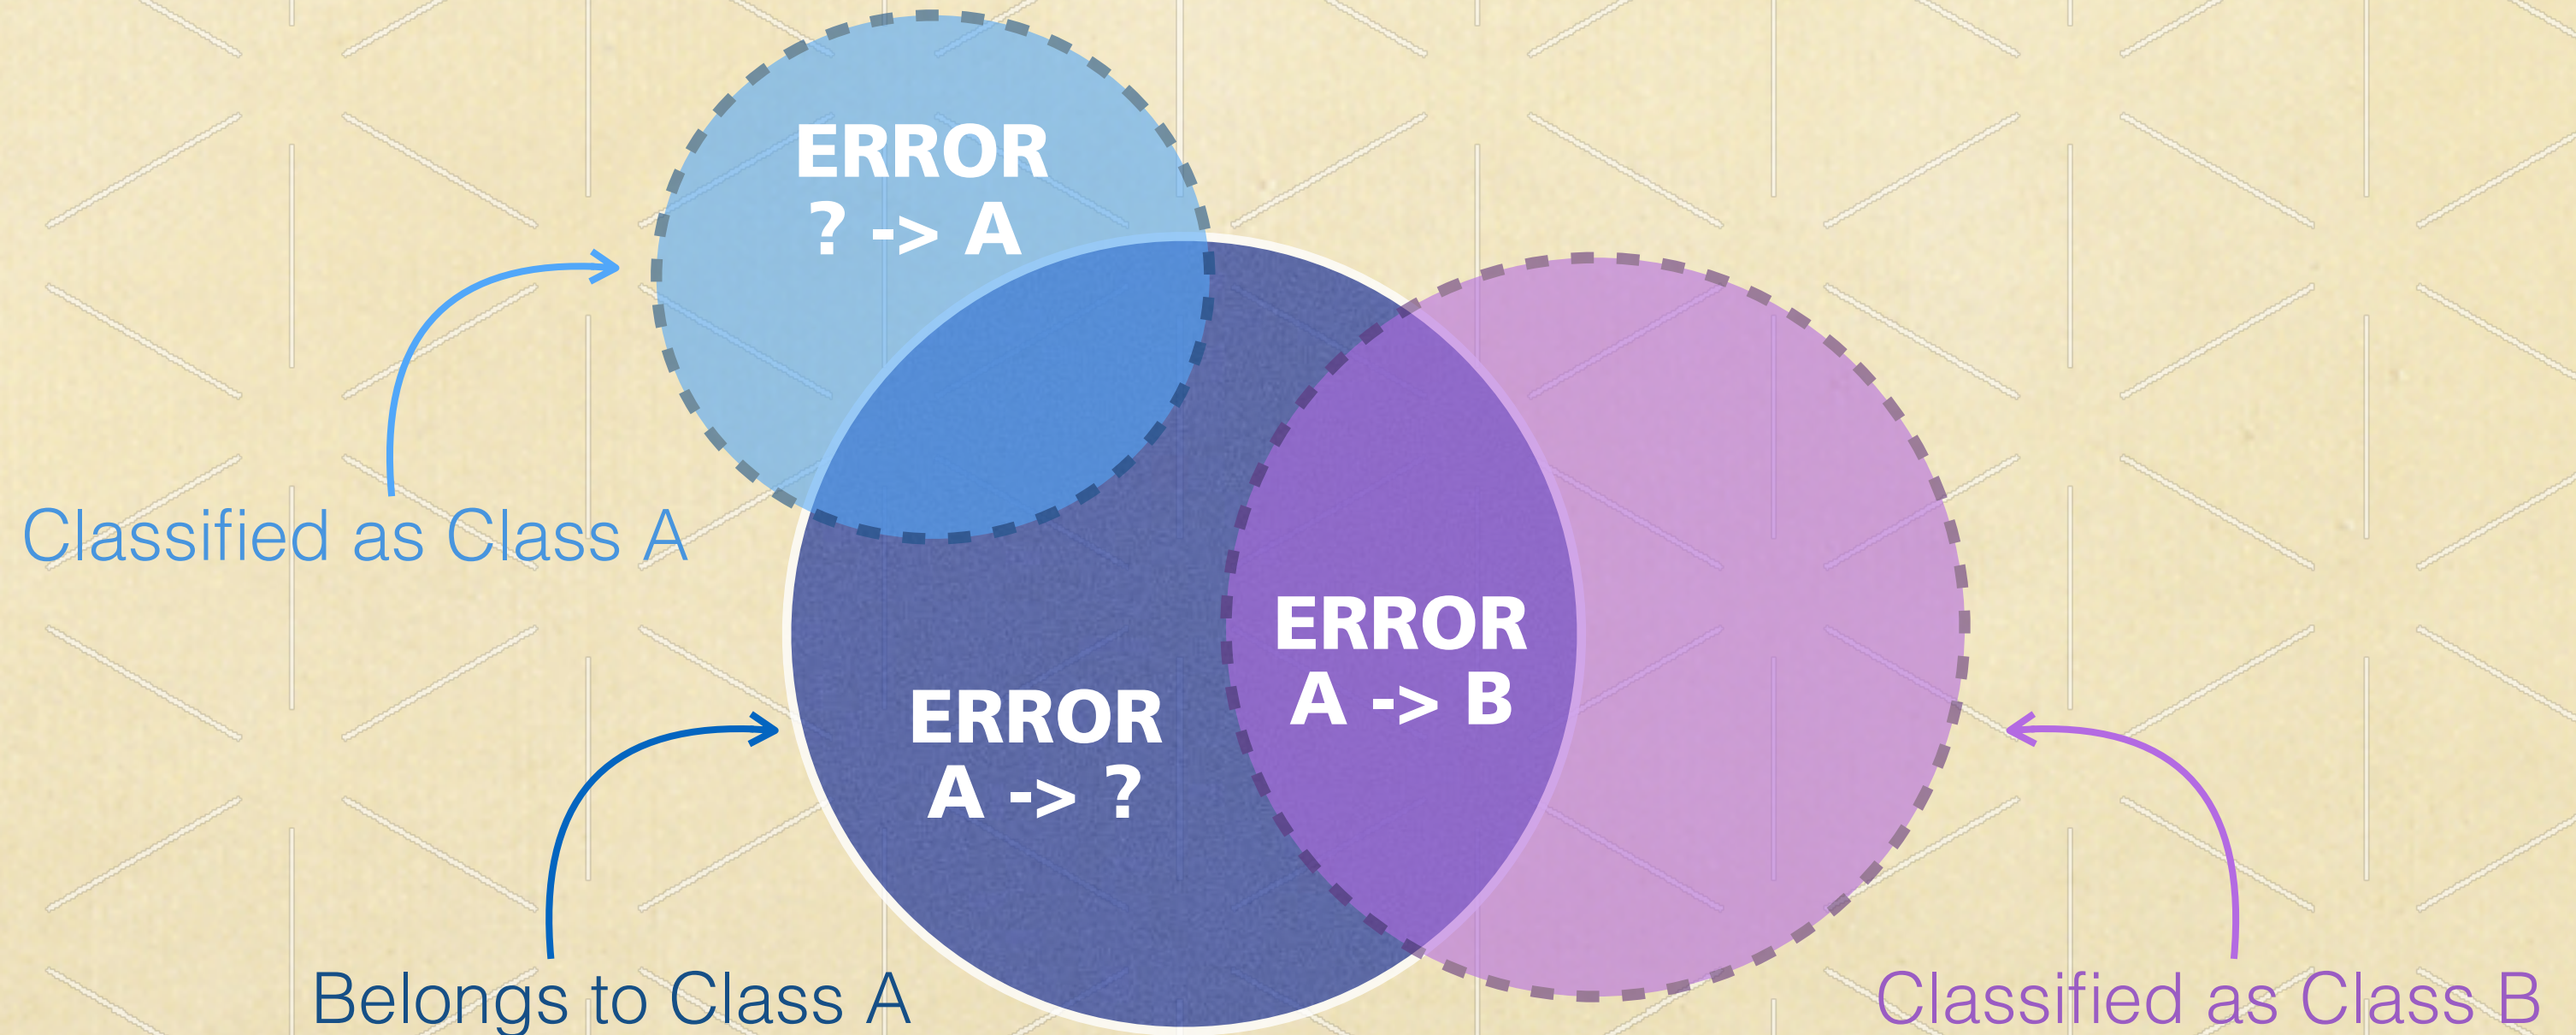 ERROR
? -> A
Classified as Class A
ERROR
A -> B
ERROR
A -> ?
Belongs to Class A
Classified as Class B